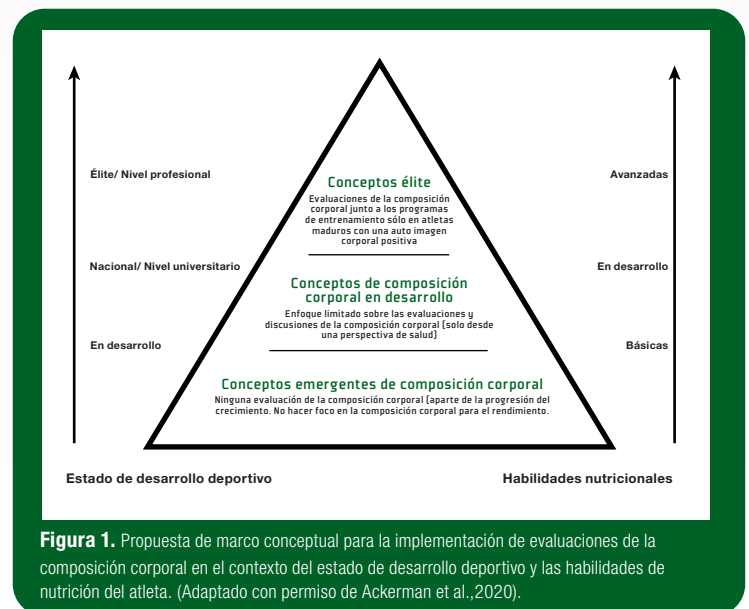 Élite/ Nivel profesional
Nacional/ Nivel universitario
En desarrollo
Estado de desarrollo deportivo
Conceptos élite
Evaluaciones de la composición
corporal junto a los programas
de entrenamiento sólo en atletas
maduros con una auto imagen
corporal positiva
Conceptos de composición
corporal en desarrollo
Enfoque limitado sobre las evaluaciones y
discusiones de la composición corporal (solo desde
una perspectiva de salud)
Conceptos emergentes de composición corporal
Ninguna evaluación de la composición corporal (aparte de la progresión del
crecimiento. No hacer foco en la composición corporal para el rendimiento.
Avanzadas
En desarrollo
Básicas
Habilidades nutricionales
Figura 1. Propuesta de marco conceptual para la implementación de evaluaciones de la
composición corporal en el contexto del estado de desarrollo deportivo y las habilidades de
nutrición del atleta. (Adaptado con permiso de Ackerman et al.,2020).